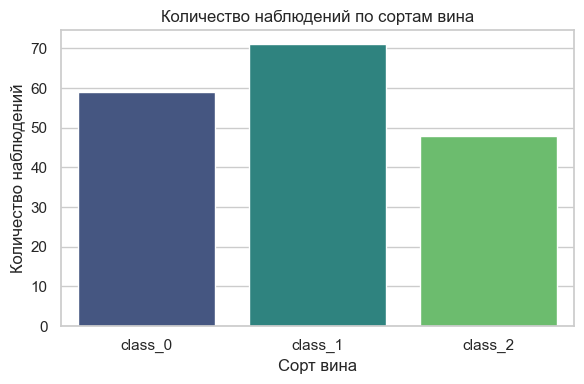 Количество наблюдений по сортам вина
Количество наблюдений
70
60
50
40
30
20
10
0
class_0 class_1 class_2
Сорт вина